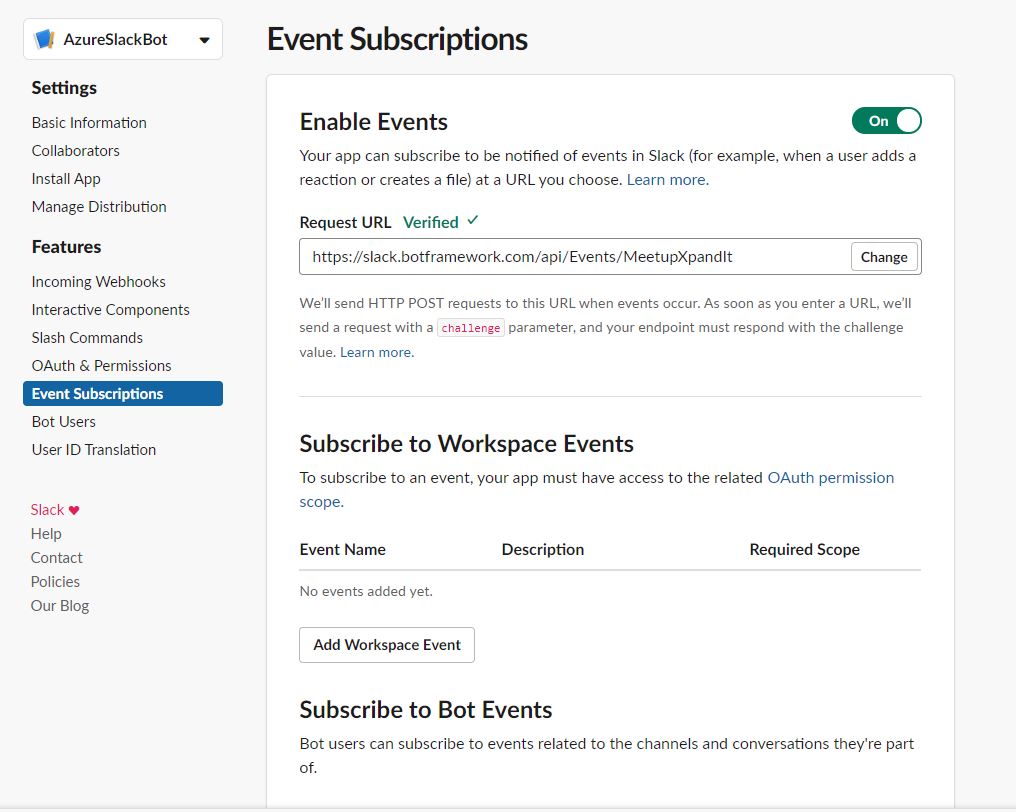 AzureSlackBot
Settings
Basic Information
Collaborators
Install App
Manage Distribution
Features
Incoming Webhooks
Interactive Components
Slash Commands
OAuth & Permissions
Event Subscriptions
Bot Users
User ID Translation
Slack
Help
Contact
Policies
Our Blog
Event Subscriptions
Enable Events
On
Your app can subscribe to be notified of events in Slack (for example, when a user adds a
reaction or creates a file) at a URL you choose. Learn more.
Request URL Verified
https://slack.botframework.com/api/Events/MeetupXpandIt
Change
We’ll send HTTP POST requests to this URL when events occur. As soon as you enter a URL, we’ll
send a request with a challenge parameter, and your endpoint must respond with the challenge
value. Learn more.
Subscribe to Workspace Events
To subscribe to an event, your app must have access to the related OAuth permission
scope.
Event Name Description Required Scope
No events added yet.
Add Workspace Event
Subscribe to Bot Events
Bot users can subscribe to events related to the channels and conversations they're part
of.